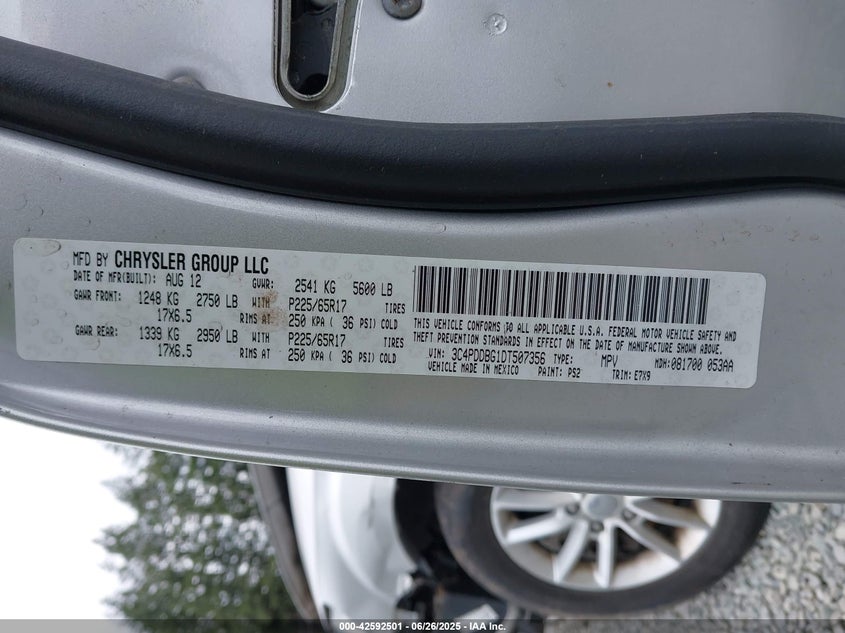 MFD BY CHRYSLER GROUP LLC
DATE OF MFR(BUILT): AUG 12 GVWR: 2541 KG 5600 LB
GAWR FRONT: 1248 KG 2750 LB WITH P225/65R17 TIRES
17X6.5 RIMS AT 250 KPA ( 36 PSI) COLD
GAWR REAR: 1339 KG 2950 LB WITH P225/65R17 TIRES
17X6.5 RIMS AT 250 KPA ( 36 PSI) COLD
THIS VEHICLE CONFORMS TO ALL APPLICABLE U.S.A. FEDERAL MOTOR VEHICLE SAFETY AND
THEFT PREVENTION STANDARDS IN EFFECT ON THE DATE OF MANUFACTURE SHOWN ABOVE.
VIN: 3C4PDDBG1DT507356 TYPE: MPV MDH: 081700 053AA
VEHICLE MADE IN MEXICO PAINT: PS2 TRIM: E7X9
000-42592501 - 06/26/2025 - IAA Inc.